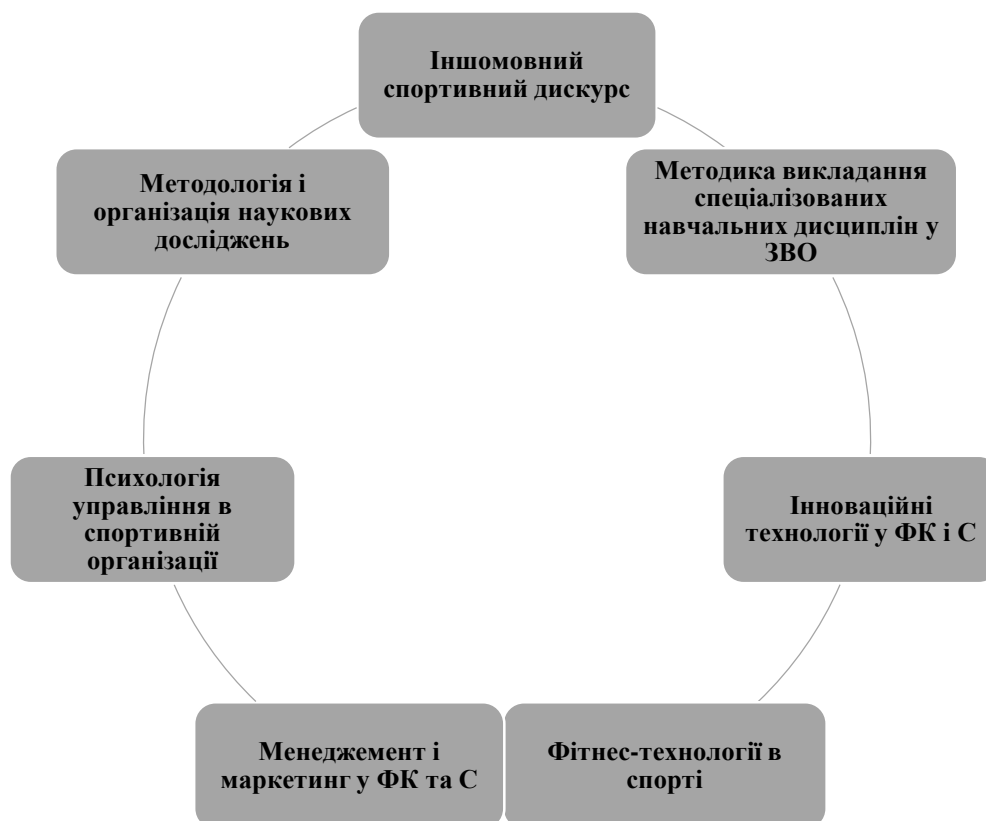 Іншомовний
спортивний дискурс
Методика викладання
спеціалізованих
навчальних дисциплін у
ЗВО
Інноваційні
технології у ФК і С
Фітнес-технології в
спорті
Менеджмент і
маркетинг у ФК та С
Психологія
управління в
спортивній
організації
Методологія і
організація наукових
досліджень